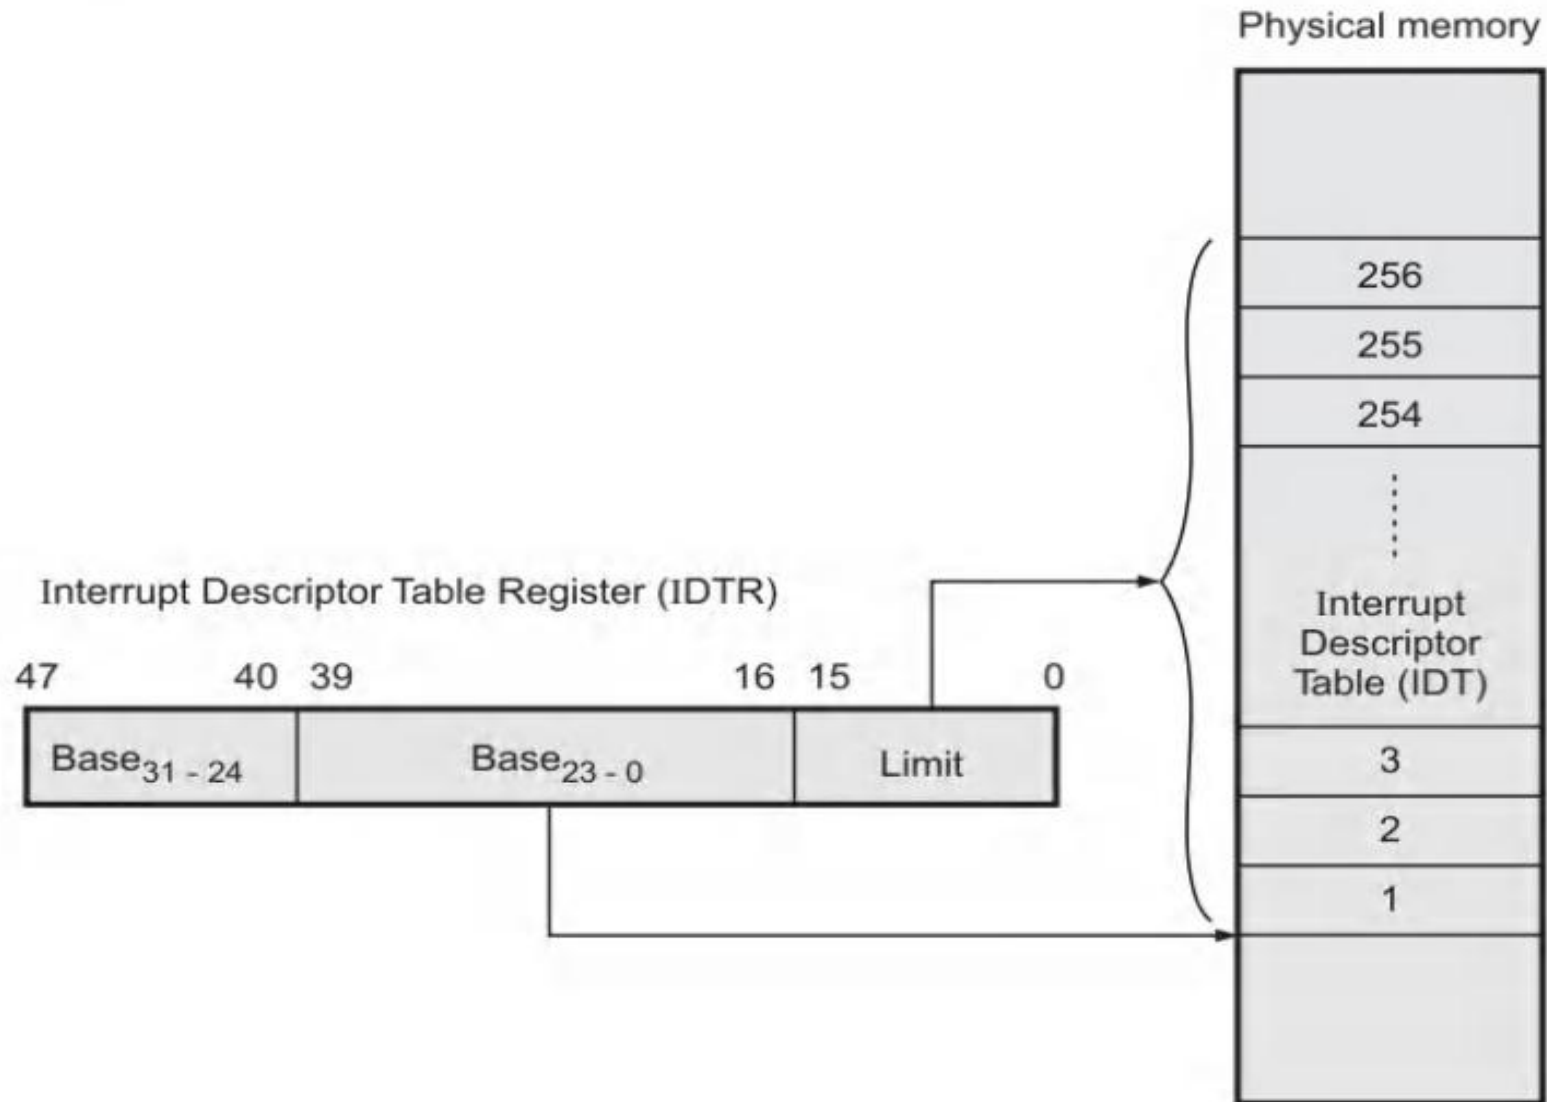 Physical memory
256
255
254
Interrupt
Descriptor
Table (IDT)
3
2
1
Interrupt Descriptor Table Register (IDTR)
47 40 39 16 15 0
Base31 - 24 Base23 - 0 Limit